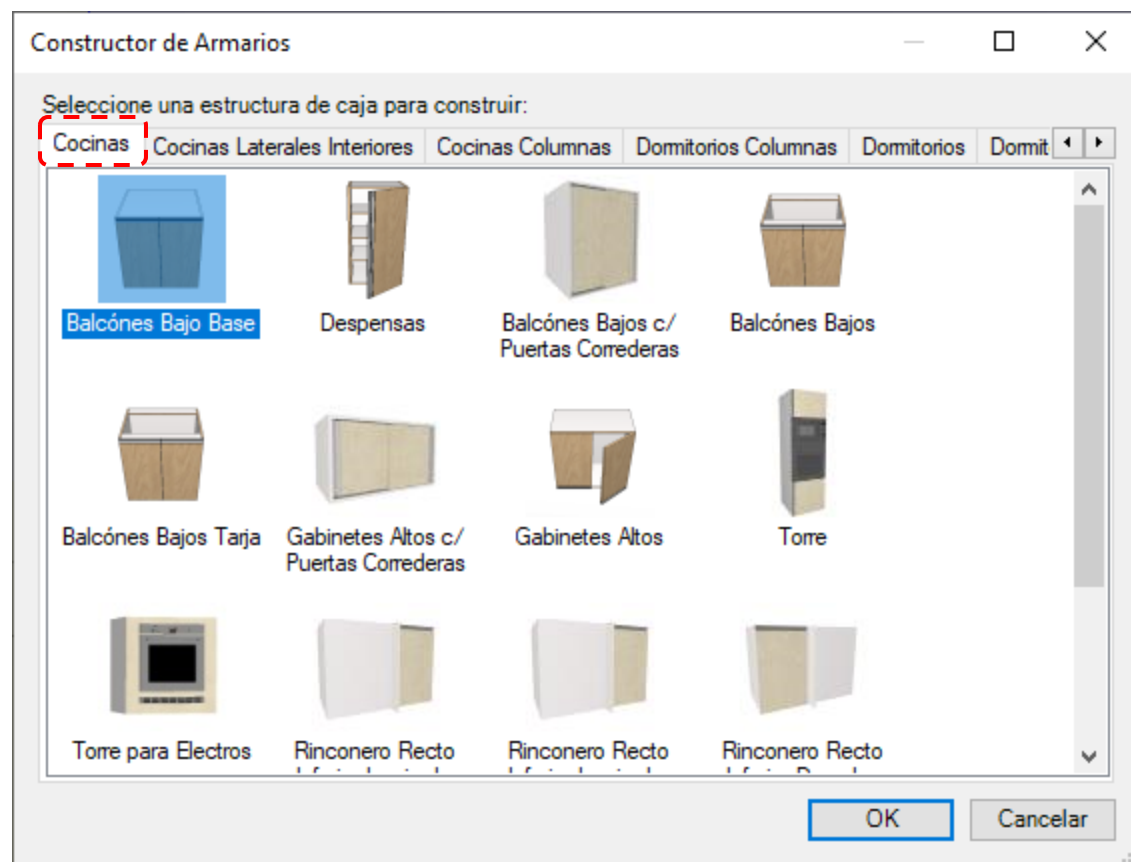 Constructor de Armarios
Seleccione una estructura de caja para construir:
Cocinas Cocinas Laterales Interiores Cocinas Columnas Dormitorios Columnas Dormitorios Dormit
Balcónes Bajo Base Despensas Balcónes Bajos c/ Balcónes Bajos
Puertas Correderas
Balcónes Bajos Tarja Gabinetes Altos c/ Gabinetes Altos Torre
Puertas Correderas
Torre para Electros Rinconero Recto Rinconero Recto Rinconero Recto
OK Cancelar